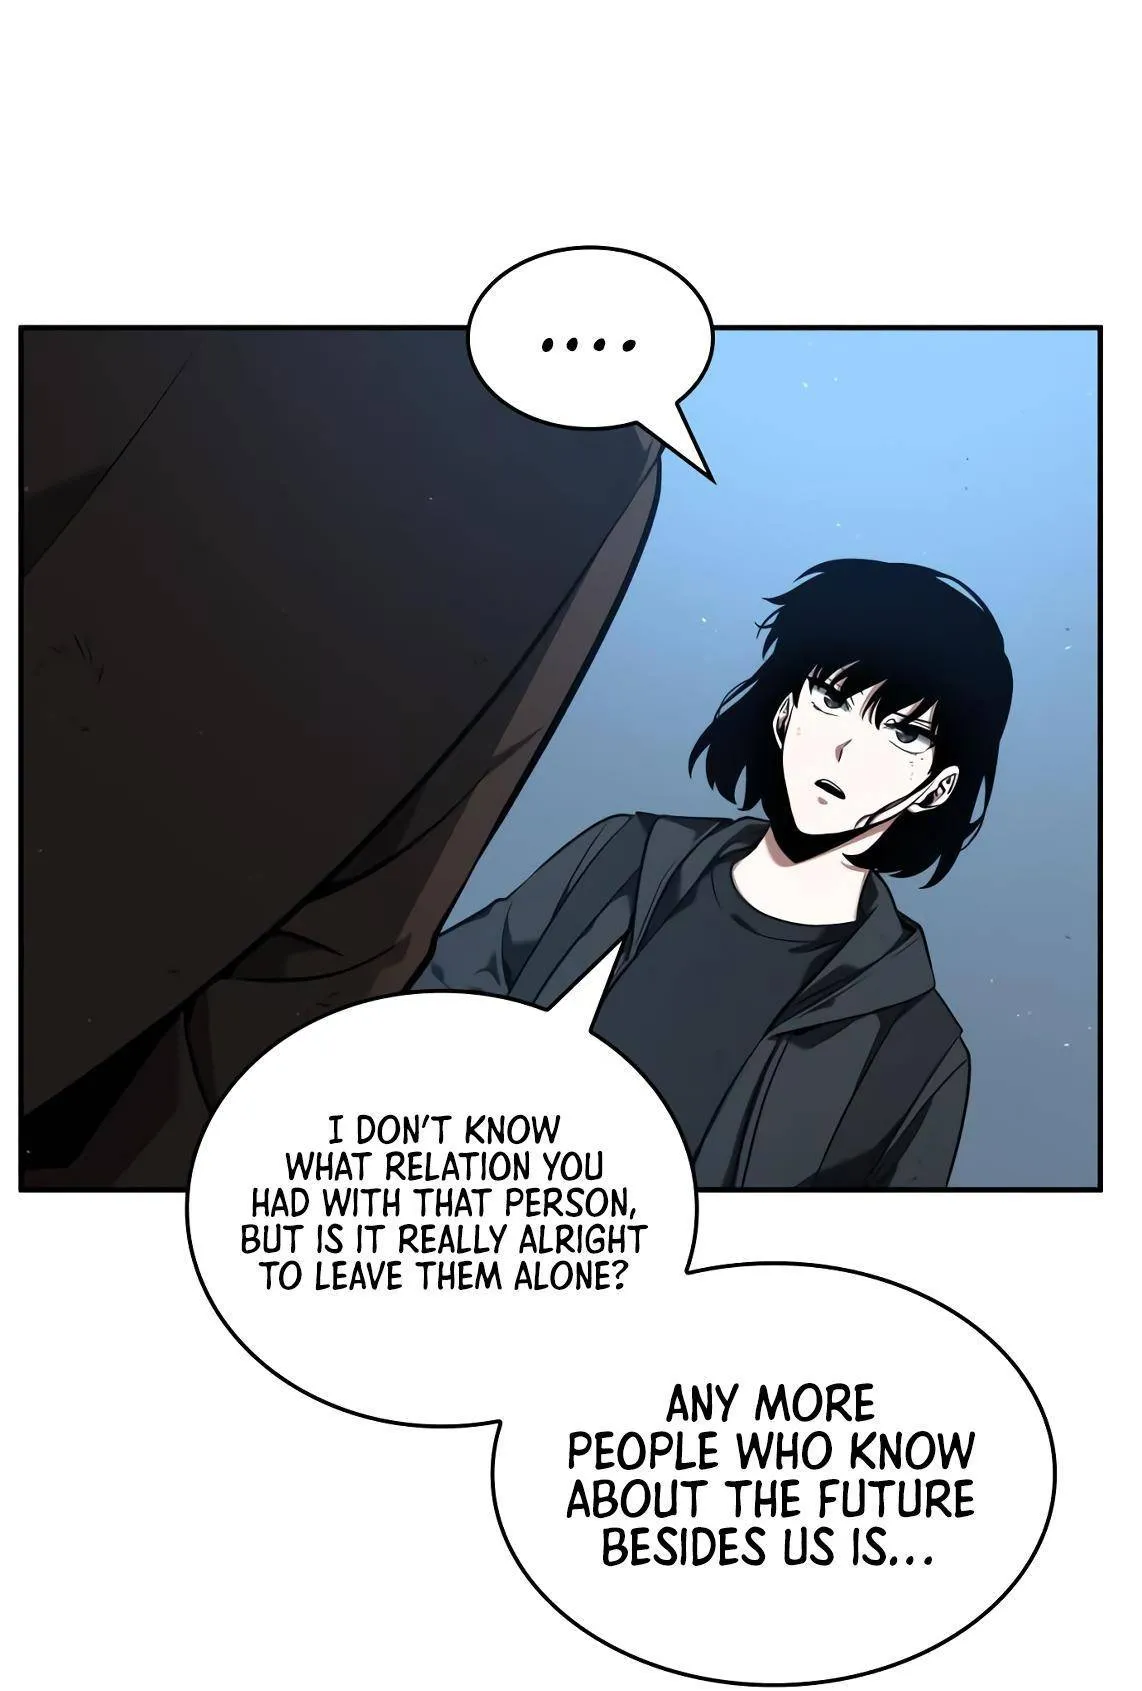 ....
I DON'T KNOW
WHAT RELATION YOU
HAD WITH THAT PERSON,
BUT IS IT REALLY ALRIGHT
TO LEAVE THEM ALONE?
ANY MORE
PEOPLE WHO KNOW
ABOUT THE FUTURE
BESIDES US IS...